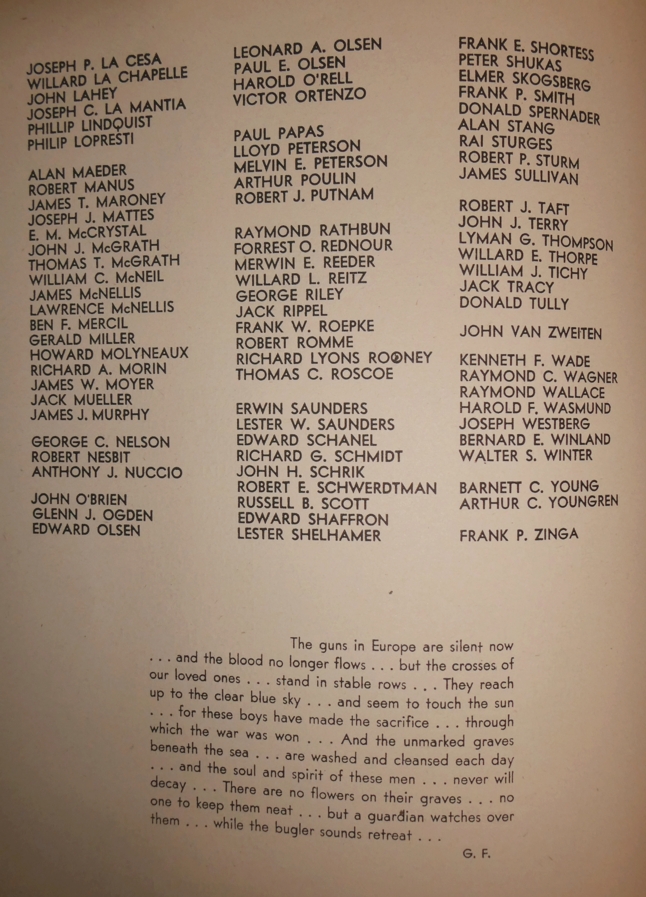 JOSEPH P. LA CESA
WILLARD LA CHAPELLE
JOHN LAHEY
JOSEPH C. LA MANTIA
PHILLIP LINDQUIST
PHILIP LOPRESTI
ALAN MAEDER
ROBERT MANUS
JAMES T. MARONEY
JOSEPH J. MATTES
E. M. McCRYSTAL
JOHN J. McGRATH
THOMAS T. McGRATH
WILLIAM C. McNEIL
JAMES McNELLIS
LAWRENCE McNELLIS
BEN F. MERCIL
GERALD MILLER
HOWARD MOLYNEAUX
RICHARD A. MORIN
JAMES W. MOYER
JACK MUELLER
JAMES J. MURPHY
GEORGE C. NELSON
ROBERT NESBIT
ANTHONY J. NUCCIO
JOHN O'BRIEN
GLENN J. OGDEN
EDWARD OLSEN
LEONARD A. OLSEN
PAUL E. OLSEN
HAROLD O'RELL
VICTOR ORTENZO
PAUL PAPAS
LLOYD PETERSON
MELVIN E. PETERSON
ARTHUR POULIN
ROBERT J. PUTNAM
RAYMOND RATHBUN
FORREST O. REDNOUR
MERWIN E. REEDER
WILLARD L. REITZ
GEORGE RILEY
JACK RIPPEL
FRANK W. ROEPKE
ROBERT ROMME
RICHARD LYONS ROONEY
THOMAS C. ROSCOE
ERWIN SAUNDERS
LESTER W. SAUNDERS
EDWARD SCHANEL
RICHARD G. SCHMIDT
JOHN H. SCHRIK
ROBERT E. SCHWERDTMAN
RUSSELL B. SCOTT
EDWARD SHAFFRON
LESTER SHELHAMER
FRANK E. SHORTESS
PETER SHUKAS
ELMER SKOGSBERG
FRANK P. SMITH
DONALD SPERNADER
ALAN STANG
RAI STURGES
ROBERT P. STURM
JAMES SULLIVAN
ROBERT J. TAFT
JOHN J. TERRY
LYMAN G. THOMPSON
WILLARD E. THORPE
WILLIAM J. TICHY
JACK TRACY
DONALD TULLY
JOHN VAN ZWEITEN
KENNETH F. WADE
RAYMOND C. WAGNER
RAYMOND WALLACE
HAROLD F. WASMUND
JOSEPH WESTBERG
BERNARD E. WINLAND
WALTER S. WINTER
BARNETT C. YOUNG
ARTHUR C. YOUNGREN
FRANK P. ZINGA
The guns in Europe are silent now
. . . and the blood no longer flows . . . but the crosses of
our loved ones . . . stand in stable rows . . . They reach
up to the clear blue sky . . . and seem to touch the sun
. . . for these boys have made the sacrifice . . . through
which the war was won . . . And the unmarked graves
beneath the sea . . . are washed and cleansed each day
. . . and the soul and spirit of these men . . . never will
decay . . . There are no flowers on their graves . . . no
one to keep them neat . . . but a guardian watches over
them . . . while the bugler sounds retreat . . .
G. F.